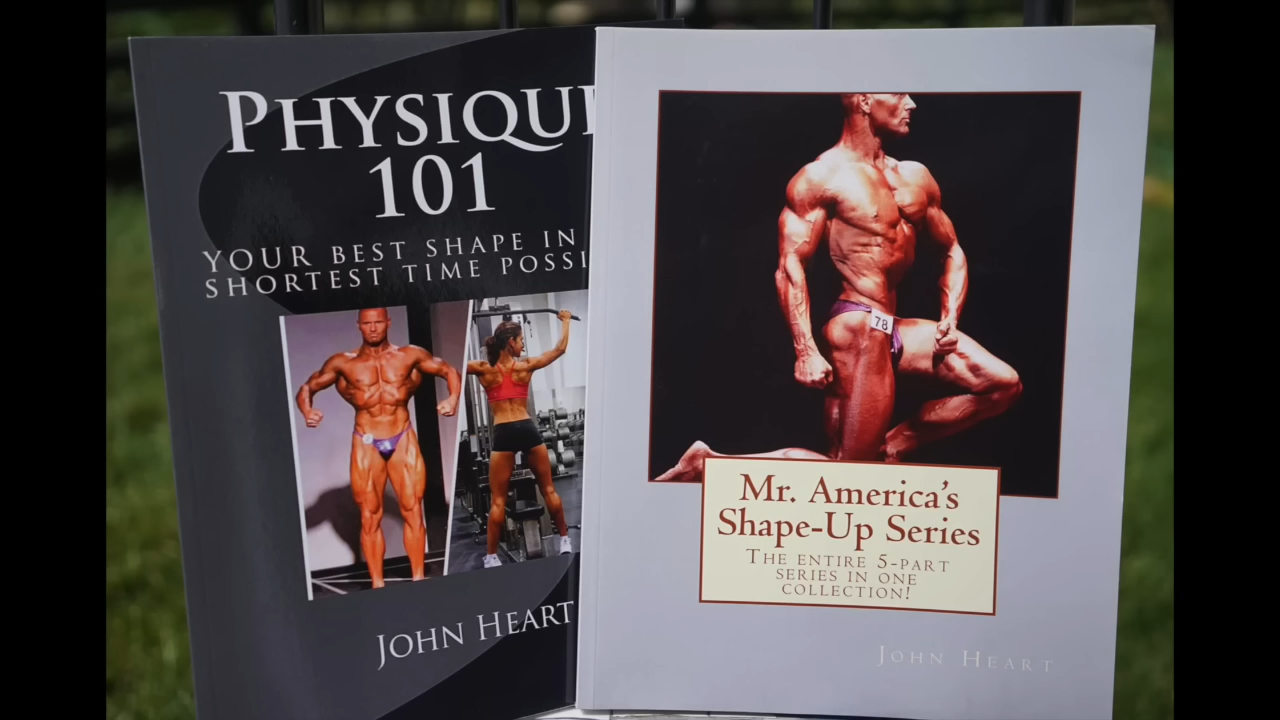 PHYSIQU
101
YOUR BEST SHAPE IN
SHORTEST TIME POSSI
JOHN HEART
78
Mr. America's
Shape-Up Series
THE ENTIRE 5-PART
SERIES IN ONE
COLLECTION!
JOHN HEART